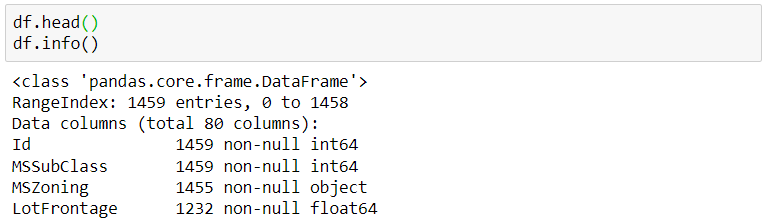 df.head()
df.info()
<class 'pandas.core.frame.DataFrame'>
RangeIndex: 1459 entries, 0 to 1458
Data columns (total 80 columns):
Id               1459 non-null int64
MSSubClass       1459 non-null int64
MSZoning         1455 non-null object
LotFrontage      1232 non-null float64